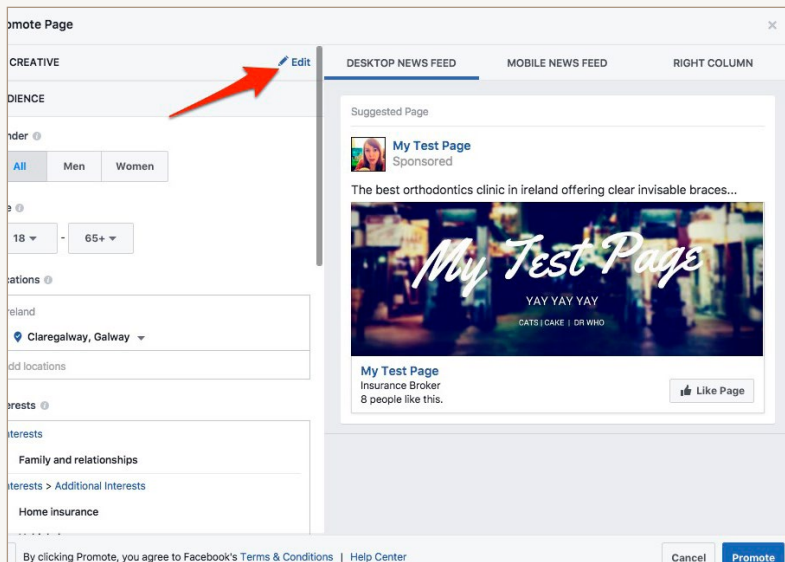 omote Page
CREATIVE
Edit
DIENCE
nder
All Men Women
e
18 - 65+
cations
reland
Claregalway, Galway
dd locations
erests
nterests
Family and relationships
nterests > Additional Interests
Home insurance
DESKTOP NEWS FEED MOBILE NEWS FEED RIGHT COLUMN
Suggested Page
My Test Page
Sponsored
The best orthodontics clinic in ireland offering clear invisable braces...
My Test Page
YAY YAY YAY
CATS | CAKE | DR WHO
My Test Page
Insurance Broker
8 people like this.
Like Page
By clicking Promote, you agree to Facebook's Terms & Conditions | Help Center
Cancel Promote